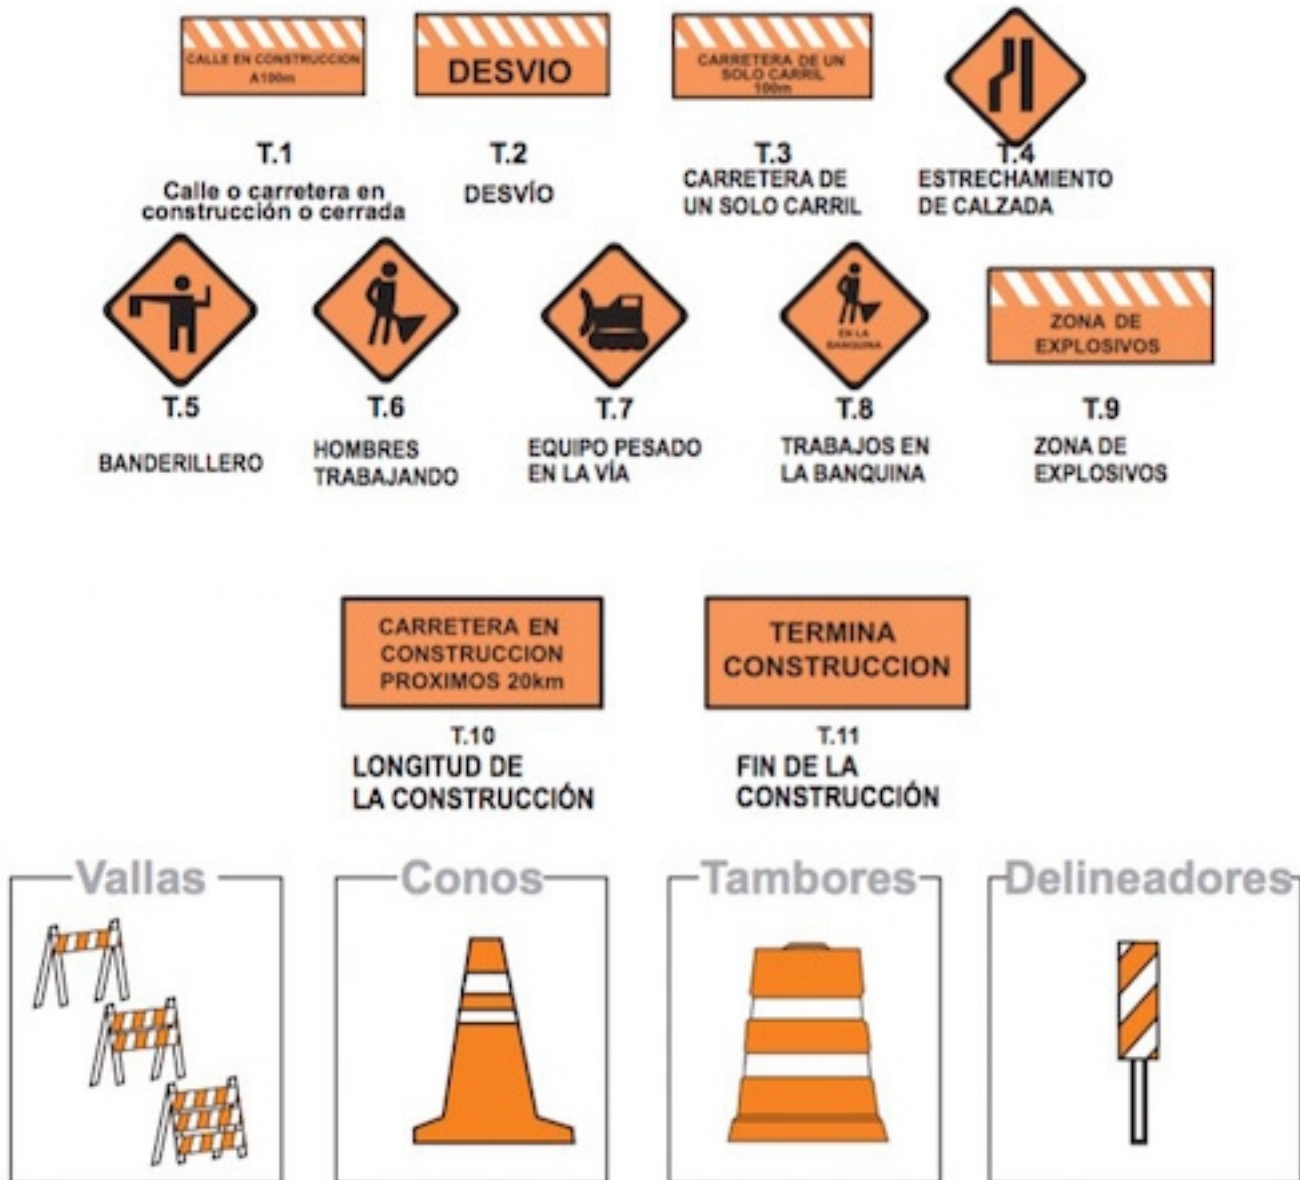 CALLE EN CONSTRUCCION
A100m
DESVIO
CARRETERA DE UN
SOLO CARRIL
100m
T.1
T.2
T.3
T.4
Calle o carretera en
construcción o cerrada
DESVÍO
CARRETERA DE
UN SOLO CARRIL
ESTRECHAMIENTO
DE CALZADA
EN LA
BANQUINA
ZONA DE
EXPLOSIVOS
T.5
T.6
T.7
T.8
T.9
BANDERILLERO
HOMBRES
TRABAJANDO
EQUIPO PESADO
EN LA VÍA
TRABAJOS EN
LA BANQUINA
ZONA DE
EXPLOSIVOS
CARRETERA EN
CONSTRUCCION
PROXIMOS 20km
TERMINA
CONSTRUCCION
T.10
LONGITUD DE
LA CONSTRUCCIÓN
T.11
FIN DE LA
CONSTRUCCIÓN
Vallas
Conos
Tambores
Delineadores